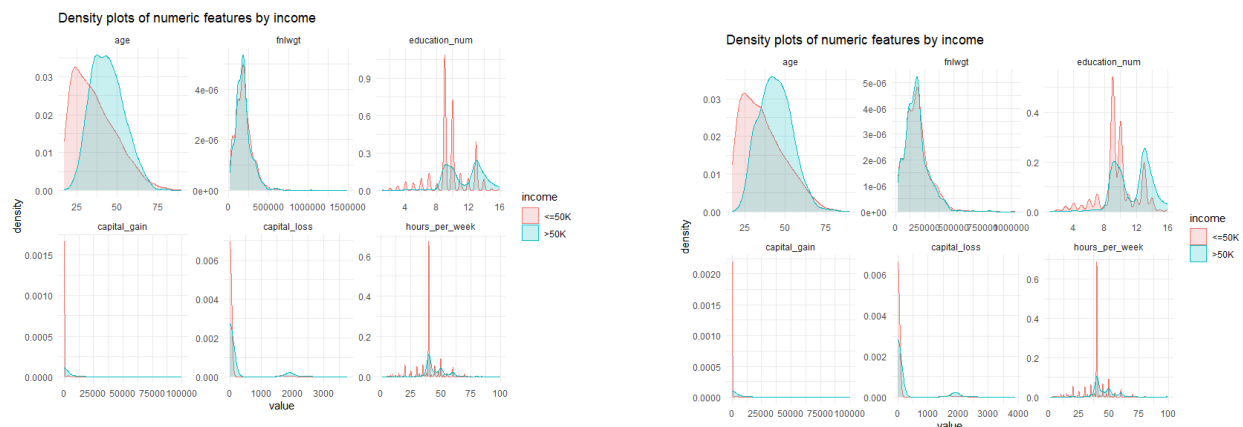 Density plots of numeric features by income
age fnlwgt education_num
0.03 0.02 0.01 0.00
4e-06 2e-06 0e+00
0.9 0.6 0.3 0.0
25 50 75
0 500000 1000000 1500000
4 8 12 16
density
capital_gain capital_loss hours_per_week
0.0015 0.0010 0.0005 0.0000
0.006 0.004 0.002 0.000
0.6 0.4 0.2 0.0
0 25000 50000 75000 100000
0 1000 2000 3000
0 25 50 75 100
value
income
<=50K
>50K
Density plots of numeric features by income
age fnlwgt education_num
0.03 0.02 0.01 0.00
5e-06 4e-06 3e-06 2e-06 1e-06 0e+00
0.4 0.2 0.0
25 50 75
0
4 8 12 16
density
capital_gain capital_loss hours_per_week
0.0020 0.0015 0.0010 0.0005 0.0000
0.006 0.004 0.002 0.000
0.6 0.4 0.2 0.0
0 25000 50000 75000 100000
0 1000 2000 3000 4000
0 25 50 75 100
value
income
<=50K
>50K